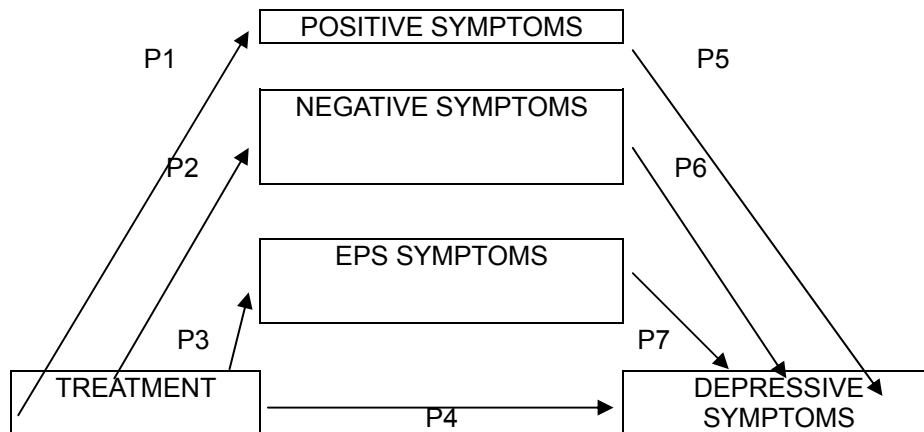 POSITIVE SYMPTOMS
P1
P5
NEGATIVE SYMPTOMS
P2
P6
EPS SYMPTOMS
P3
P7
TREATMENT
P4
DEPRESSIVE
SYMPTOMS